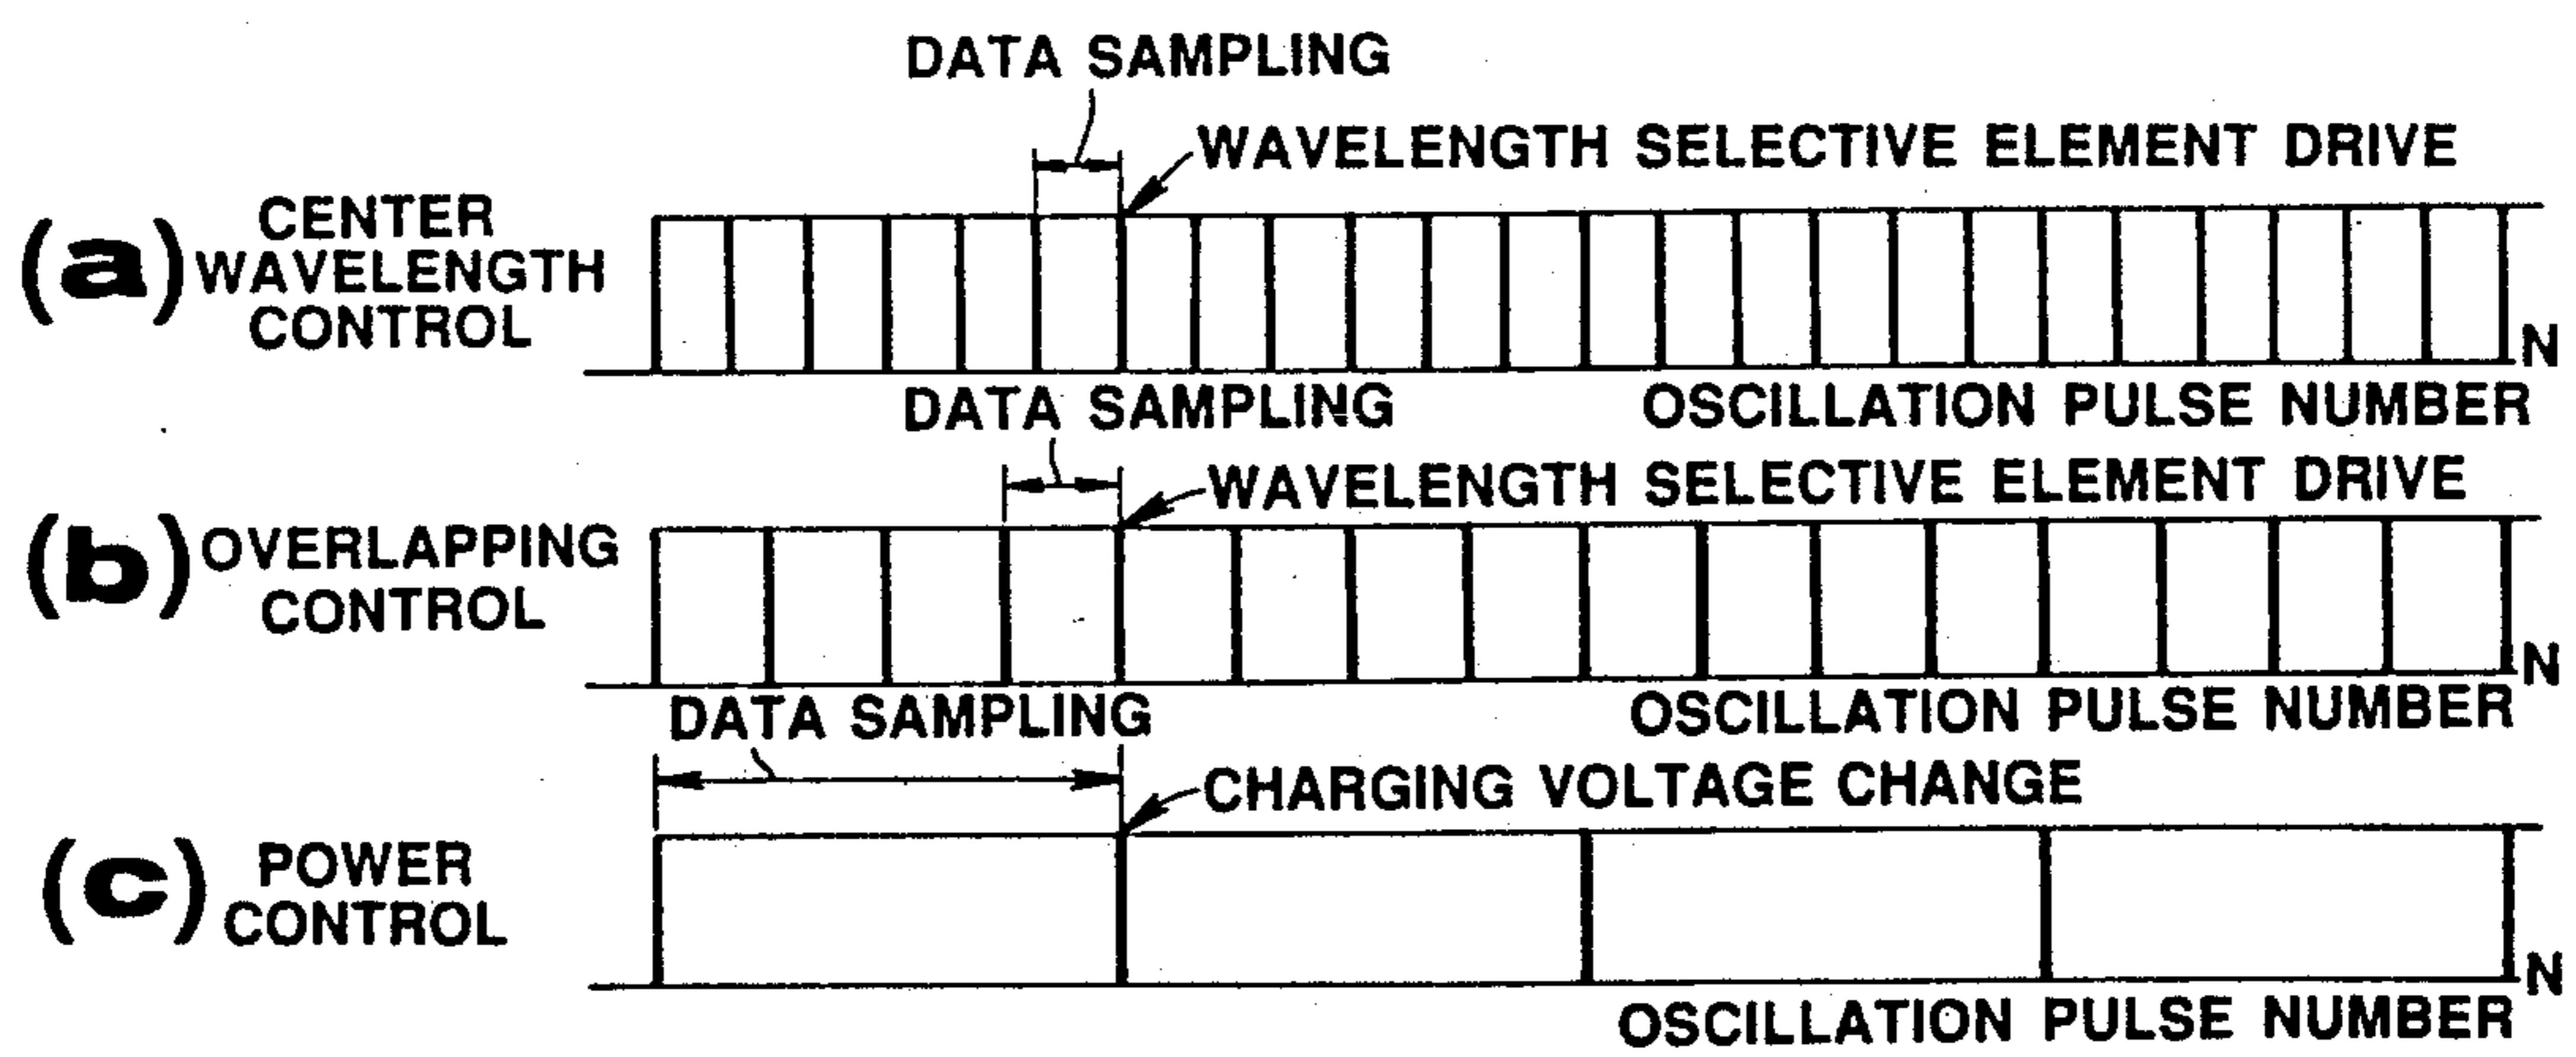 DATA SAMPLING
WAVELENGTH SELECTIVE ELEMENT DRIVE
(a) CENTER
WAVELENGTH
CONTROL
N
OSCILLATION PULSE NUMBER
DATA SAMPLING
WAVELENGTH SELECTIVE ELEMENT DRIVE
(b) OVERLAPPING
CONTROL
N
OSCILLATION PULSE NUMBER
DATA SAMPLING
CHARGING VOLTAGE CHANGE
(c) POWER
CONTROL
N
OSCILLATION PULSE NUMBER